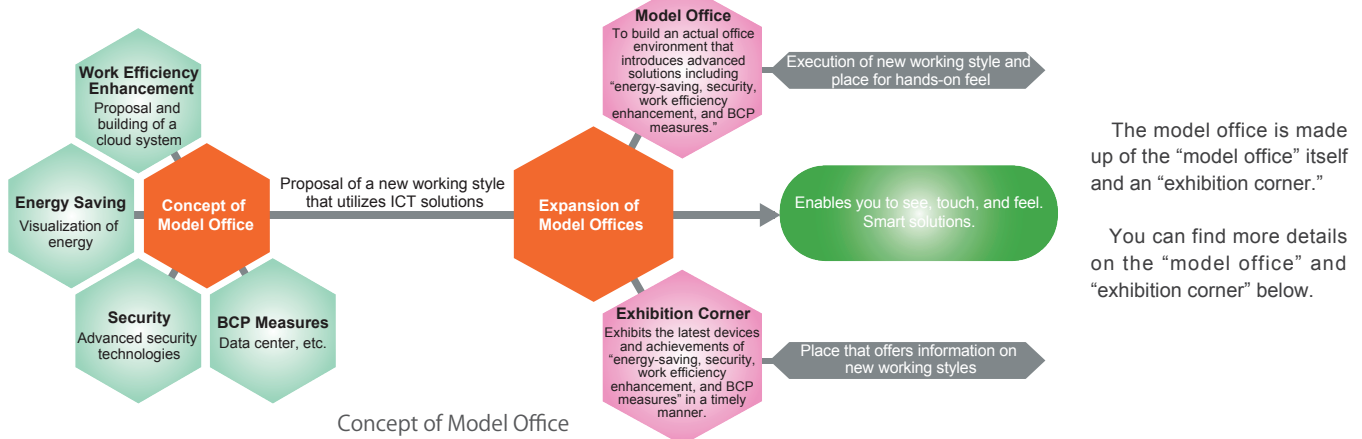 Work Efficiency
Enhancement
Proposal and
building of a
cloud system
Energy Saving
Visualization of
energy
Concept of
Model Office
Security
Advanced security
technologies
BCP Measures
Data center, etc.
Proposal of a new working style
that utilizes ICT solutions
Expansion of
Model Offices
Model Office
To build an actual office
environment that
introduces advanced
solutions including
“energy-saving, security,
work efficiency
enhancement, and BCP
measures.”
Execution of new working style and
place for hands-on feel
Enables you to see, touch, and feel.
Smart solutions.
Exhibition Corner
Exhibits the latest devices
and achievements of
“energy-saving, security,
work efficiency
enhancement, and BCP
measures” in a timely
manner.
Place that offers information on
new working styles
Concept of Model Office
The model office is made
up of the “model office” itself
and an “exhibition corner.”
You can find more details
on the “model office” and
“exhibition corner” below.